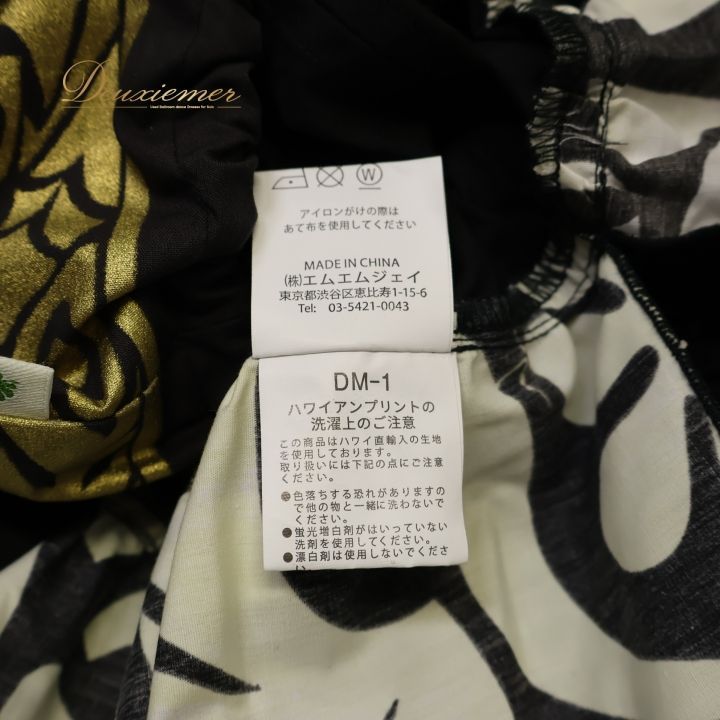 Duxiemer
アイロンがけの際は
あて布を使用してください
MADE IN CHINA
(株)エムエムジェイ
東京都渋谷区恵比寿1-15-6
Tel: 03-5421-0043
DM-1
ハワイアンプリントの
洗濯上のご注意
この商品はハワイ直輸入の生地
を使用しております。
取り扱いには下記の点にご注意
ください。
●色落ちする恐れがありますの
で他の物と一緒に洗わないで
ください。
●蛍光増白剤がはいっていない
洗剤を使用してください。
●漂白剤は使用しないでくださ
い。